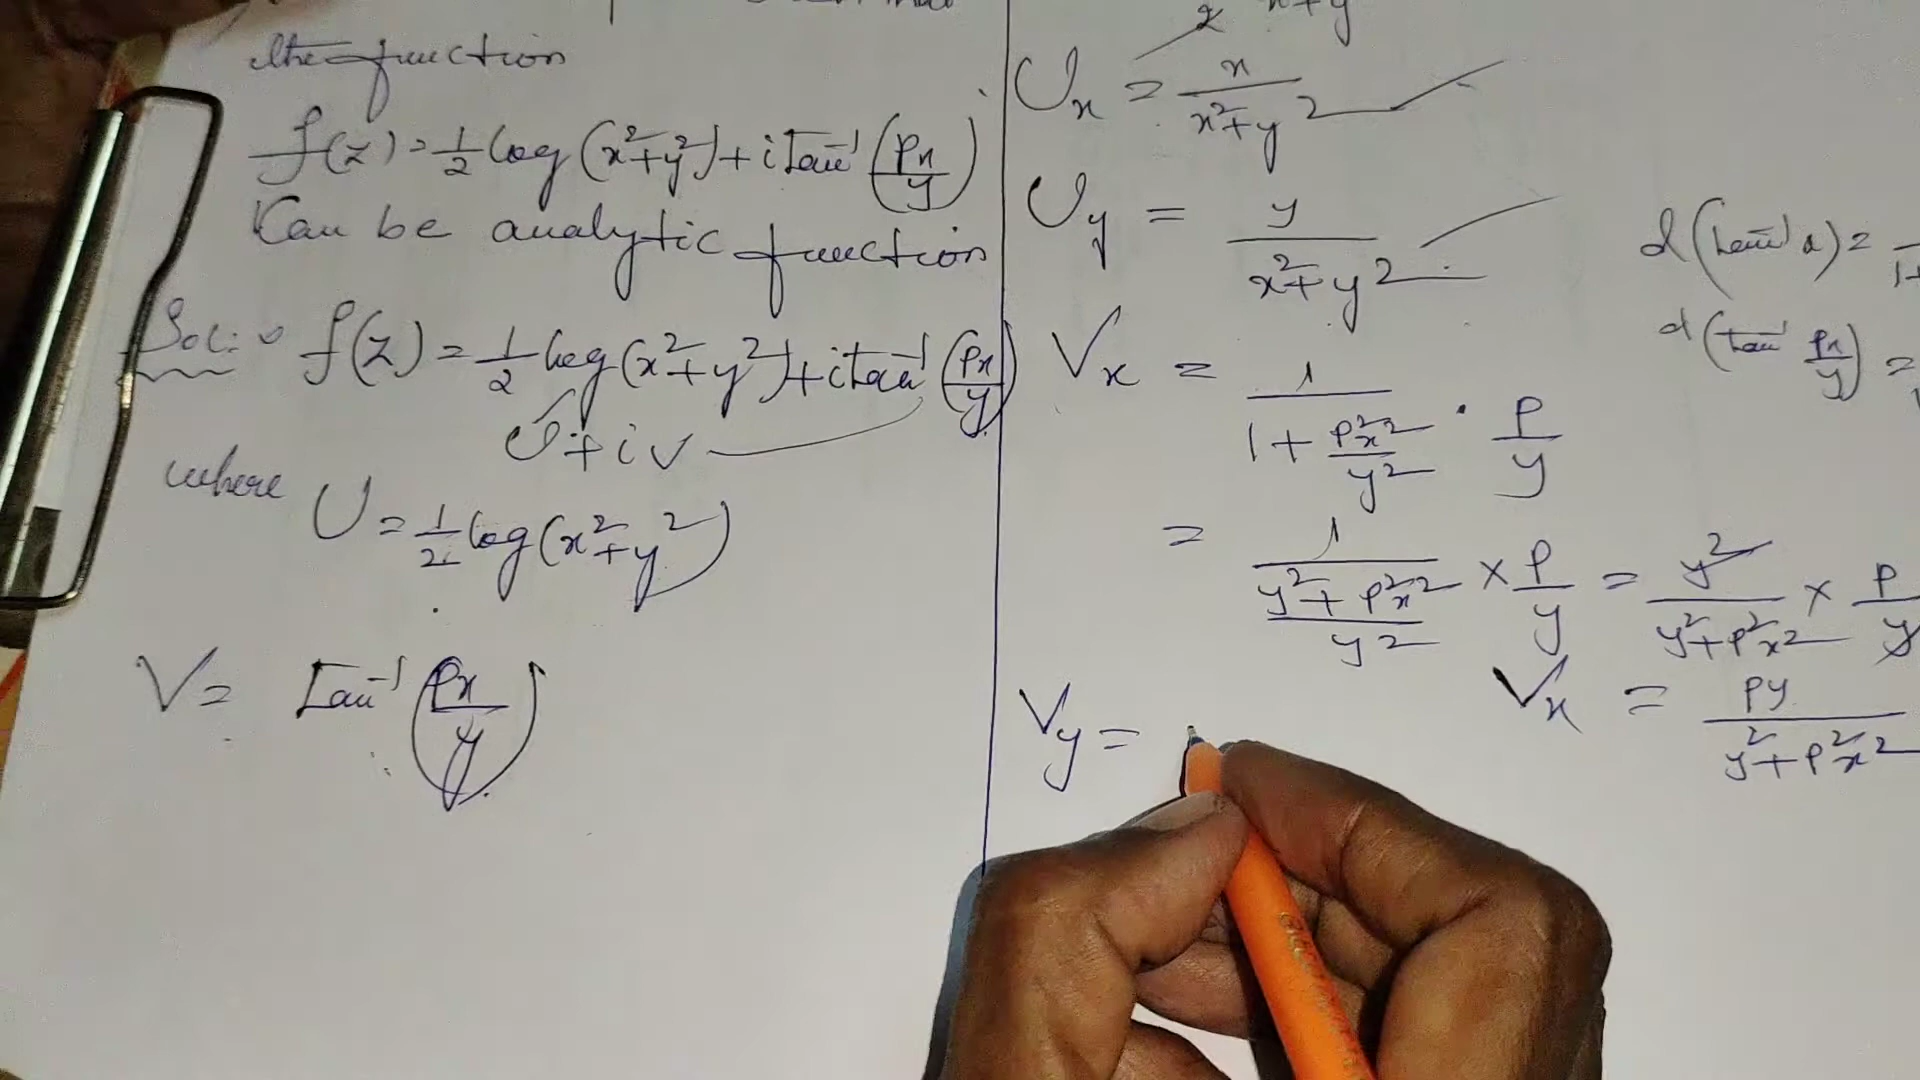 the function
f(z) = 1/2 log (x²+y²) + i Tan⁻¹ (px/y)
Can be analytic function
Sol:- f(z) = 1/2 log (x²+y²) + i Tan⁻¹ (px/y)
U + iv
where U = 1/2 log (x²+y²)
V = Tan⁻¹ (px/y)
2 x²+y
Ux = x/(x²+y²)
Uy = y/(x²+y²)
Vx = 1/(1 + p²x²/y²) · p/y
= 1/((y²+p²x²)/y²) × p/y = y²/(y²+p²x²) × p/y
Vx = py/(y²+p²x²)
Vy =
d (tan⁻¹ x) =
1+
d (tan⁻¹ px/y) =